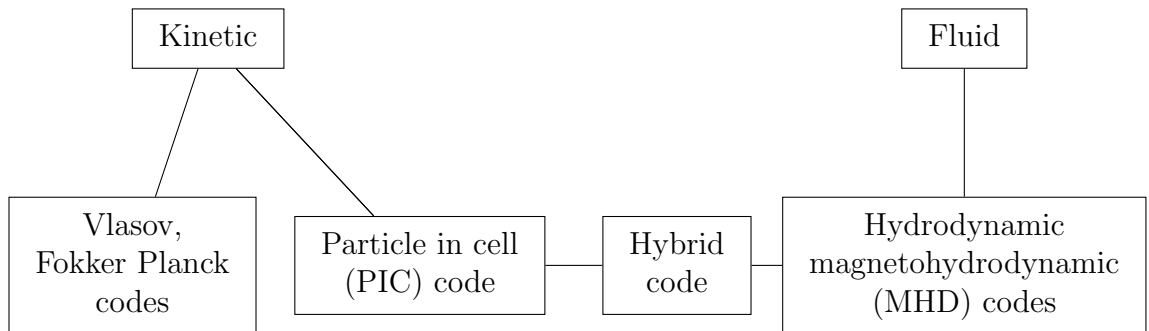 Kinetic
Fluid
Vlasov,
Fokker Planck
codes
Particle in cell
(PIC) code
Hybrid
code
Hydrodynamic
magnetohydrodynamic
(MHD) codes